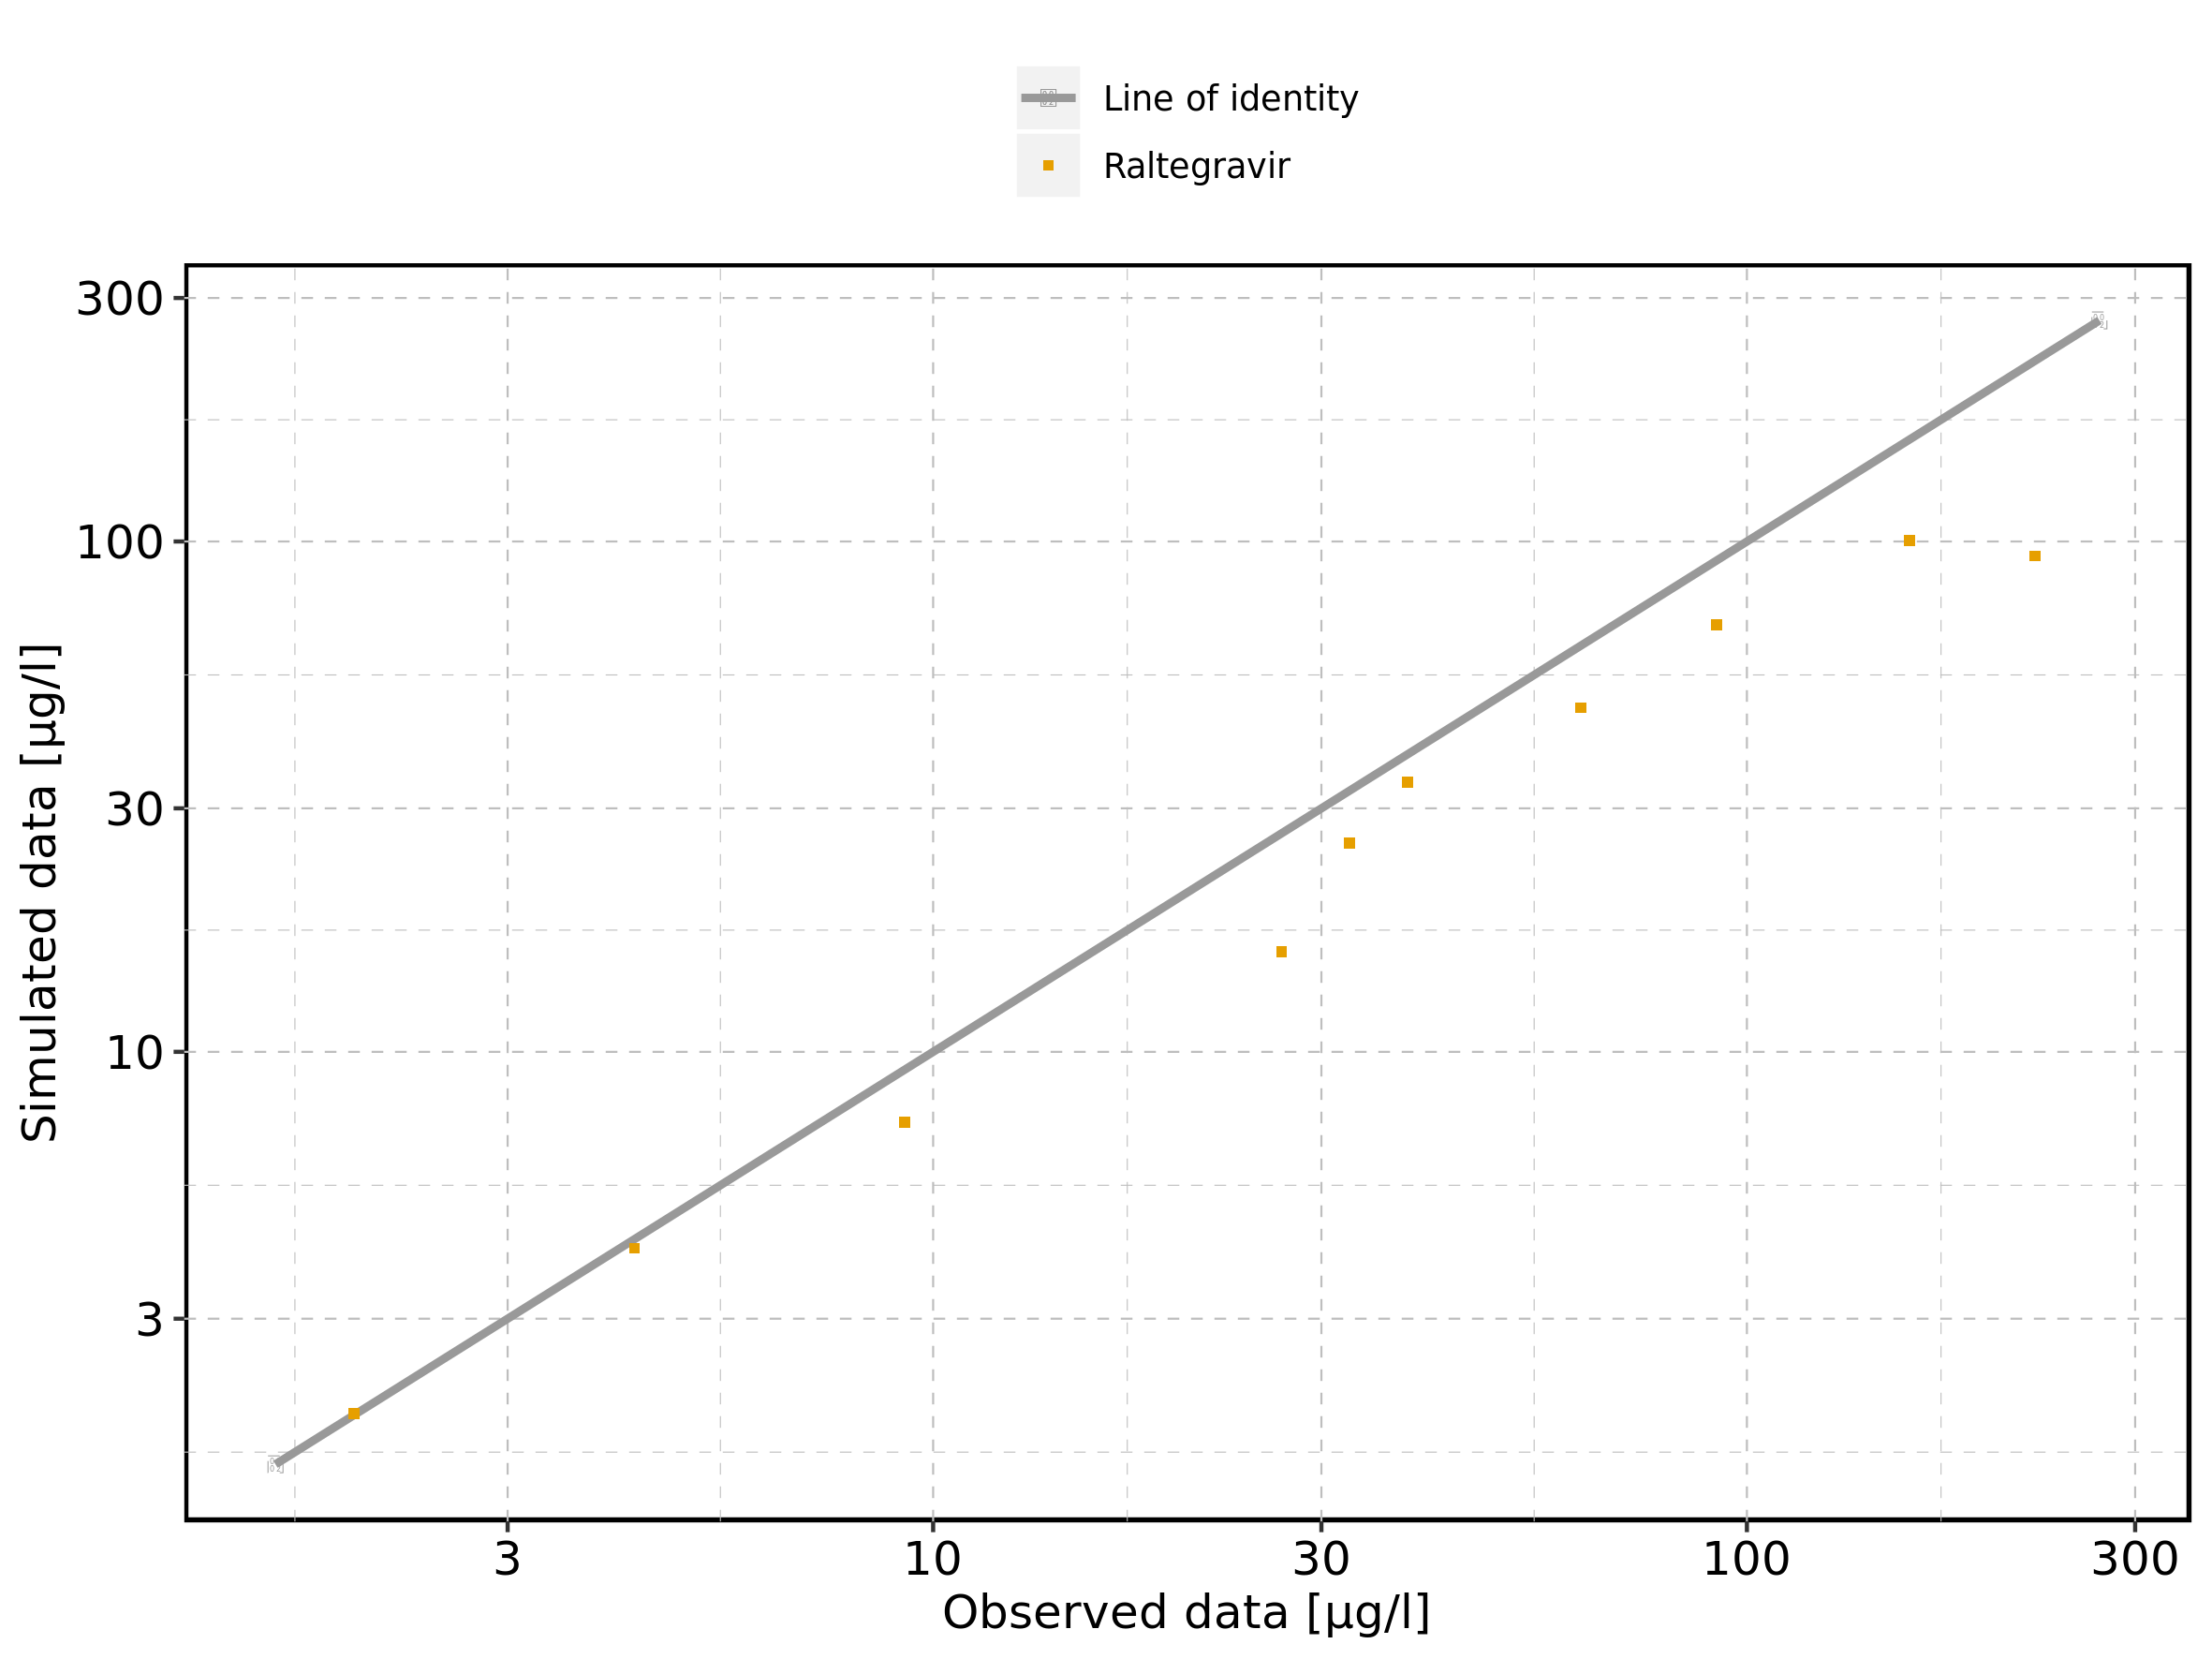 Line of identity
Raltegravir
300
100
30
10
3
Simulated data [µg/l]
3 10 30 100 300
Observed data [µg/l]